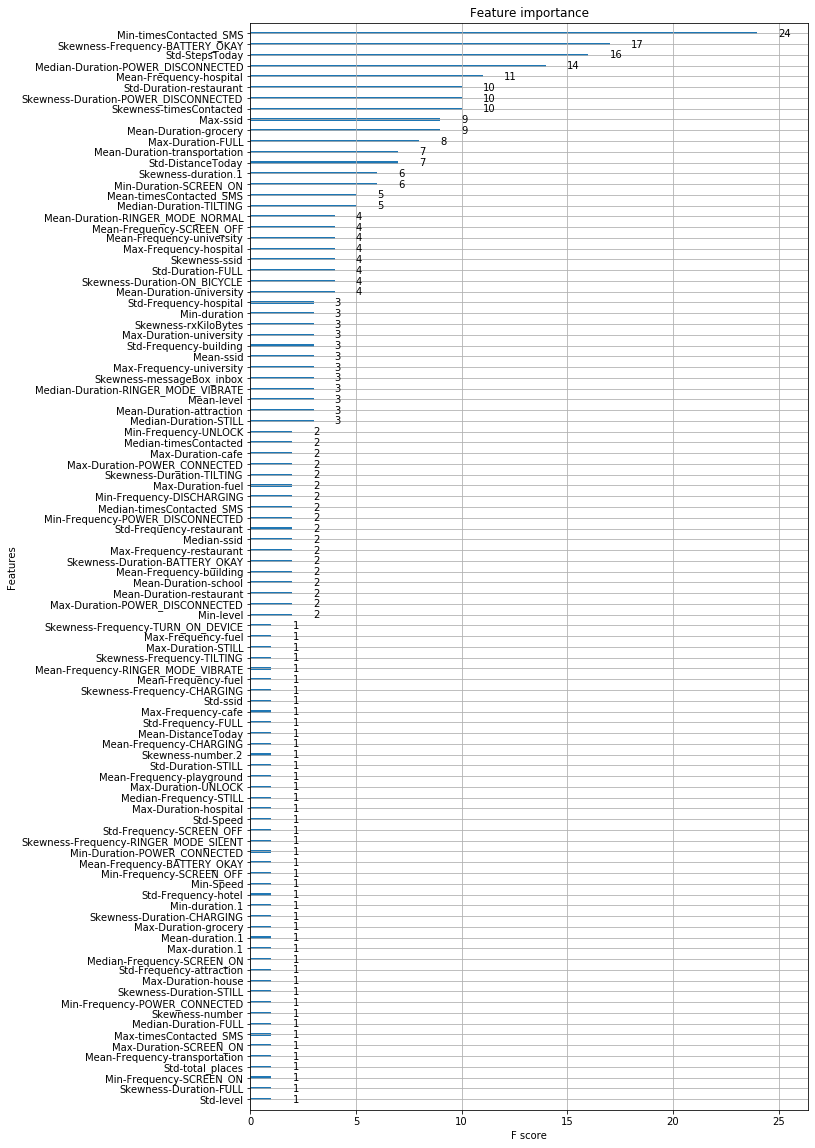 Feature importance
Min-timesContacted_SMS 24
Skewness-Frequency-BATTERY_OKAY 17
Std-StepsToday 16
Median-Duration-POWER_DISCONNECTED 14
Mean-Frequency-hospital 11
Std-Duration-restaurant 10
Skewness-Duration-POWER_DISCONNECTED 10
Skewness-timesContacted 10
Max-ssid 9
Mean-Duration-grocery 9
Max-Duration-FULL 8
Mean-Duration-transportation 7
Std-DistanceToday 7
Skewness-duration.1 6
Min-Duration-SCREEN_ON 6
Mean-timesContacted_SMS 5
Median-Duration-TILTING 5
Mean-Duration-RINGER_MODE_NORMAL 4
Mean-Frequency-SCREEN_OFF 4
Mean-Frequency-university 4
Max-Frequency-hospital 4
Skewness-ssid 4
Std-Duration-FULL 4
Skewness-Duration-ON_BICYCLE 4
Mean-Duration-university 4
Std-Frequency-hospital 3
Min-duration 3
Skewness-rxKiloBytes 3
Max-Duration-university 3
Std-Frequency-building 3
Mean-ssid 3
Max-Frequency-university 3
Skewness-messageBox_inbox 3
Median-Duration-RINGER_MODE_VIBRATE 3
Mean-level 3
Mean-Duration-attraction 3
Median-Duration-STILL 3
Min-Frequency-UNLOCK 2
Median-timesContacted 2
Max-Duration-cafe 2
Max-Duration-POWER_CONNECTED 2
Skewness-Duration-TILTING 2
Max-Duration-fuel 2
Min-Frequency-DISCHARGING 2
Median-timesContacted_SMS 2
Min-Frequency-POWER_DISCONNECTED 2
Std-Frequency-restaurant 2
Median-ssid 2
Max-Frequency-restaurant 2
Skewness-Duration-BATTERY_OKAY 2
Mean-Frequency-building 2
Mean-Duration-school 2
Mean-Duration-restaurant 2
Max-Duration-POWER_DISCONNECTED 2
Min-level 2
Skewness-Frequency-TURN_ON_DEVICE 1
Max-Frequency-fuel 1
Max-Duration-STILL 1
Skewness-Frequency-TILTING 1
Mean-Frequency-RINGER_MODE_VIBRATE 1
Mean-Frequency-fuel 1
Skewness-Frequency-CHARGING 1
Std-ssid 1
Max-Frequency-cafe 1
Std-Frequency-FULL 1
Mean-DistanceToday 1
Mean-Frequency-CHARGING 1
Skewness-number.2 1
Std-Duration-STILL 1
Mean-Frequency-playground 1
Max-Duration-UNLOCK 1
Median-Frequency-STILL 1
Max-Duration-hospital 1
Std-Speed 1
Std-Frequency-SCREEN_OFF 1
Skewness-Frequency-RINGER_MODE_SILENT 1
Min-Duration-POWER_CONNECTED 1
Mean-Frequency-BATTERY_OKAY 1
Min-Frequency-SCREEN_OFF 1
Min-Speed 1
Std-Frequency-hotel 1
Min-duration.1 1
Skewness-Duration-CHARGING 1
Max-Duration-grocery 1
Mean-duration.1 1
Max-duration.1 1
Median-Frequency-SCREEN_ON 1
Std-Frequency-attraction 1
Max-Duration-house 1
Skewness-Duration-STILL 1
Min-Frequency-POWER_CONNECTED 1
Skewness-number 1
Median-Duration-FULL 1
Max-timesContacted_SMS 1
Max-Duration-SCREEN_ON 1
Mean-Frequency-transportation 1
Std-total_places 1
Min-Frequency-SCREEN_ON 1
Skewness-Duration-FULL 1
Std-level 1
Features
0 5 10 15 20 25
F score